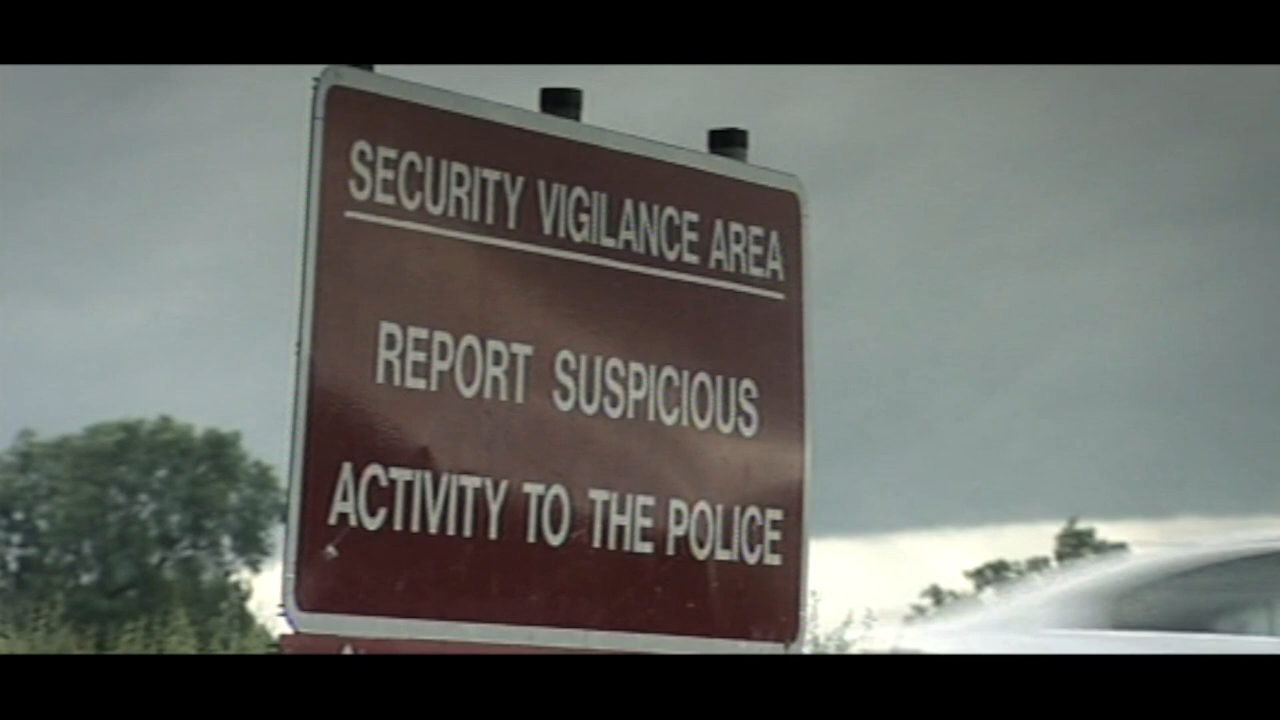 SECURITY VIGILANCE AREA
REPORT SUSPICIOUS
ACTIVITY TO THE POLICE